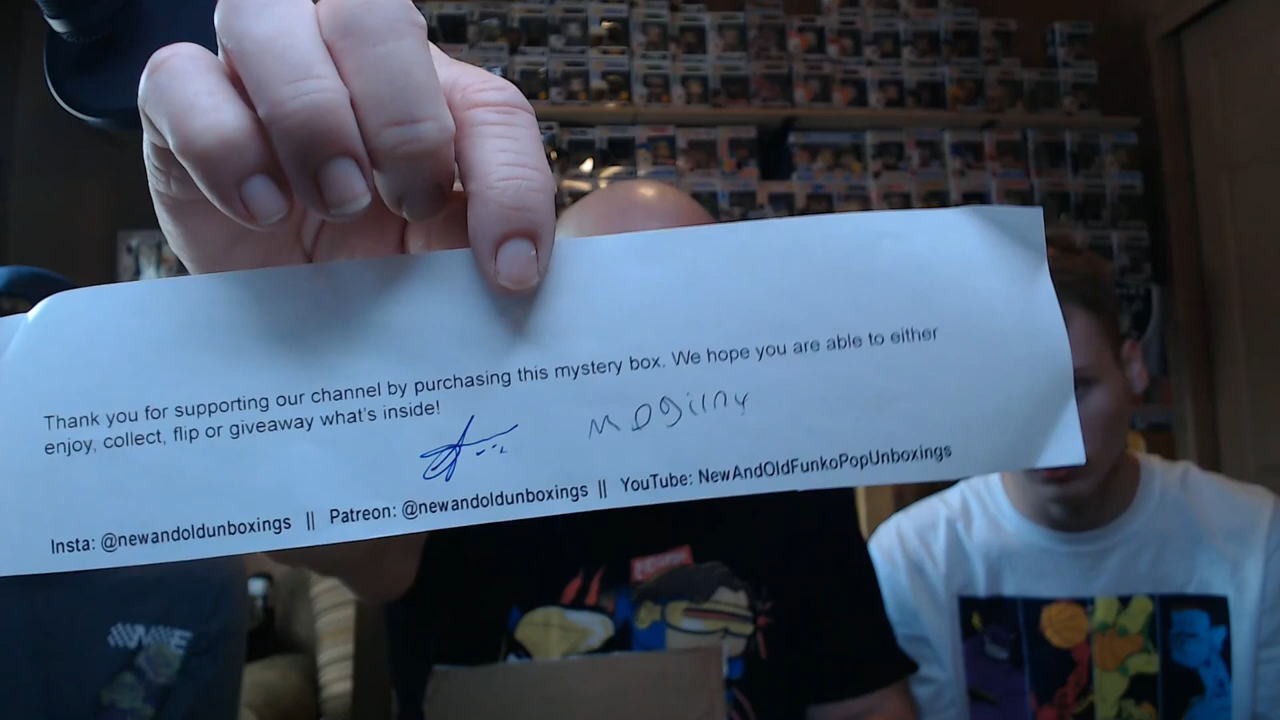 Thank you for supporting our channel by purchasing this mystery box. We hope you are able to either
enjoy, collect, flip or giveaway what's inside!
Mogilny
Insta: @newandoldunboxings || Patreon: @newandoldunboxings || YouTube: NewAndOldFunkoPopUnboxings